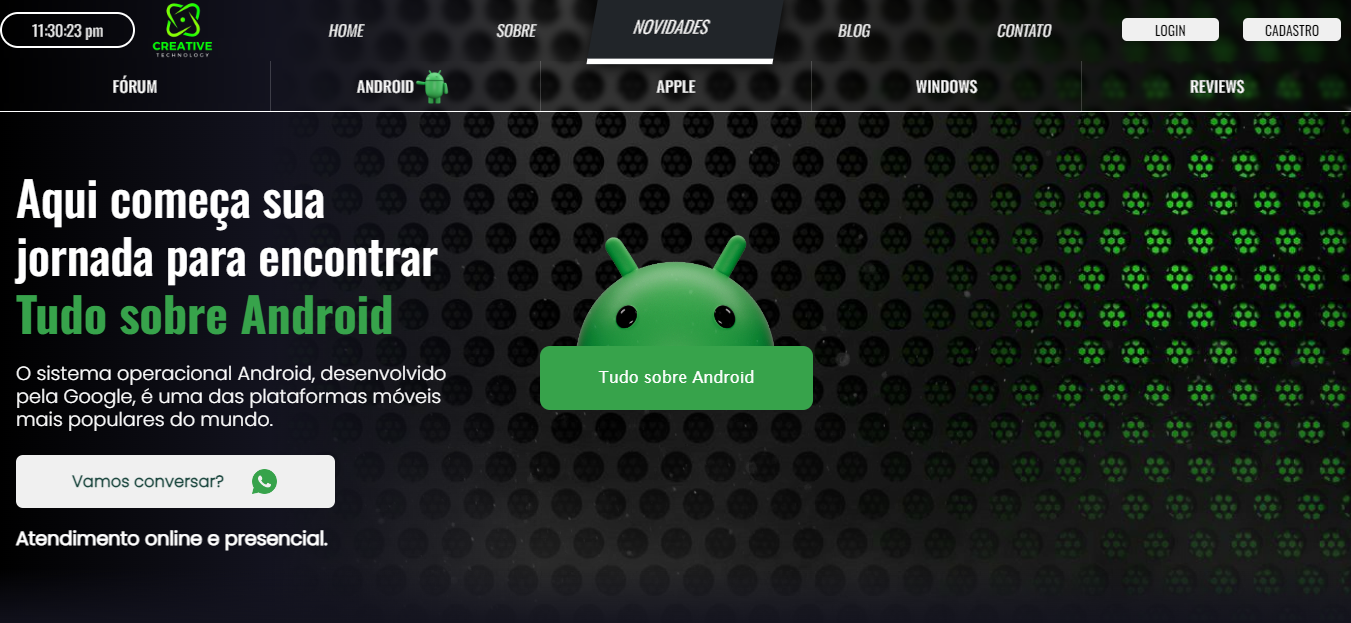 11:30:23 pm
CREATIVE
TECHNOLOGY
HOME
SOBRE
NOVIDADES
BLOG
CONTATO
LOGIN
CADASTRO
FÓRUM
ANDROID
APPLE
WINDOWS
REVIEWS
Aqui começa sua
jornada para encontrar
Tudo sobre Android
O sistema operacional Android, desenvolvido
pela Google, é uma das plataformas móveis
mais populares do mundo.
Vamos conversar?
Atendimento online e presencial.
Tudo sobre Android